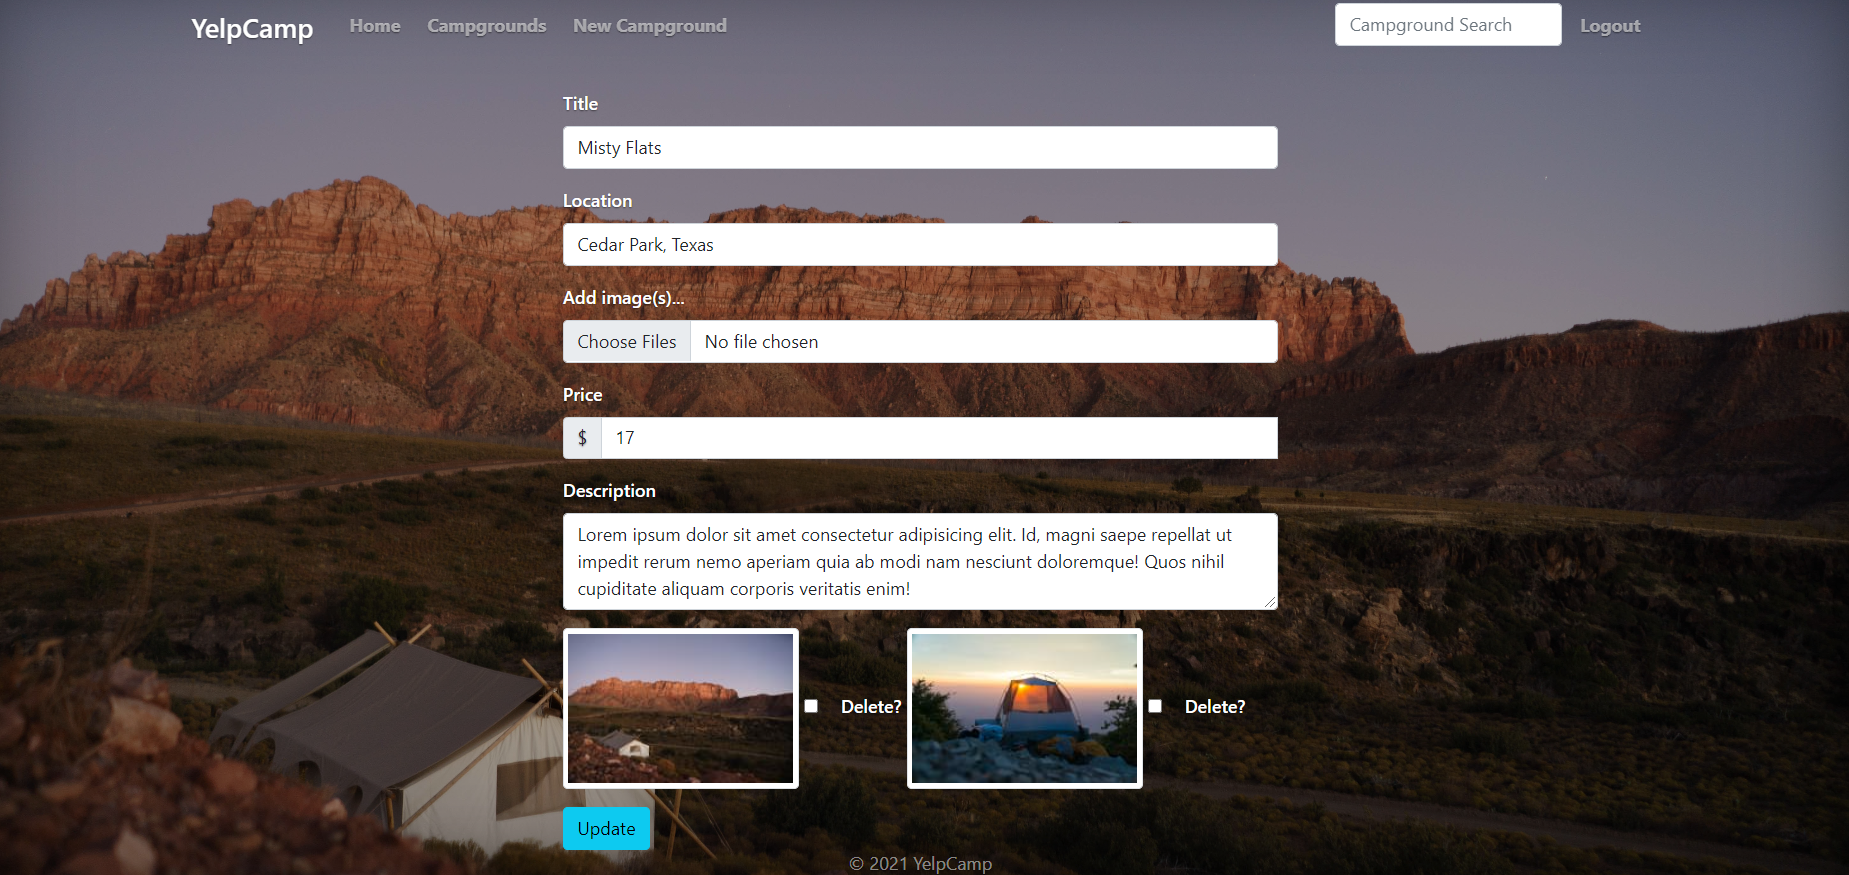 YelpCamp Home Campgrounds New Campground Campground Search Logout
Title
Misty Flats
Location
Cedar Park, Texas
Add image(s)...
Choose Files No file chosen
Price
$ 17
Description
Lorem ipsum dolor sit amet consectetur adipisicing elit. Id, magni saepe repellat ut
impedit rerum nemo aperiam quia ab modi nam nesciunt doloremque! Quos nihil
cupiditate aliquam corporis veritatis enim!
Delete? Delete?
Update
© 2021 YelpCamp